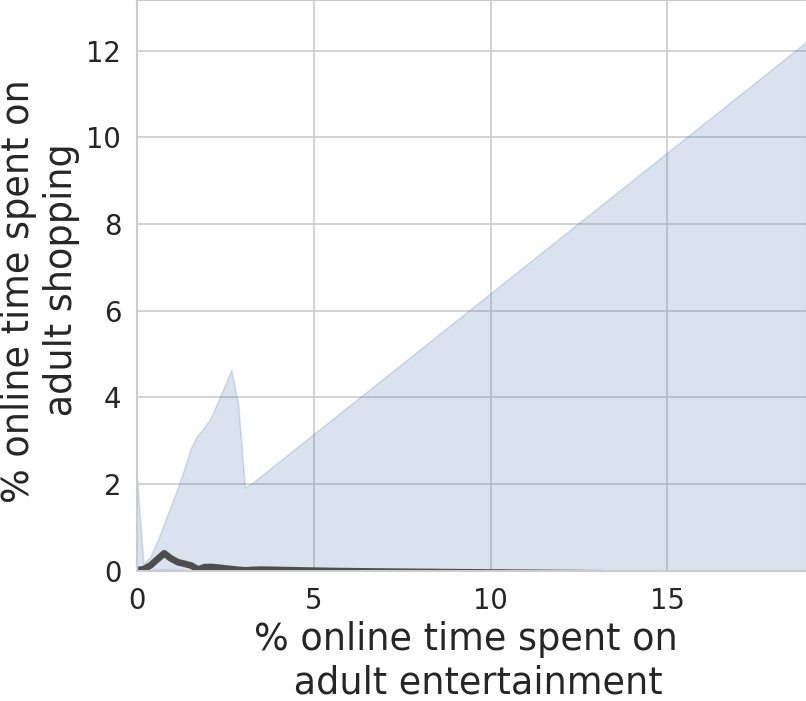 % online time spent on
adult shopping
12
10
8
6
4
2
0
0 5 10 15
% online time spent on
adult entertainment